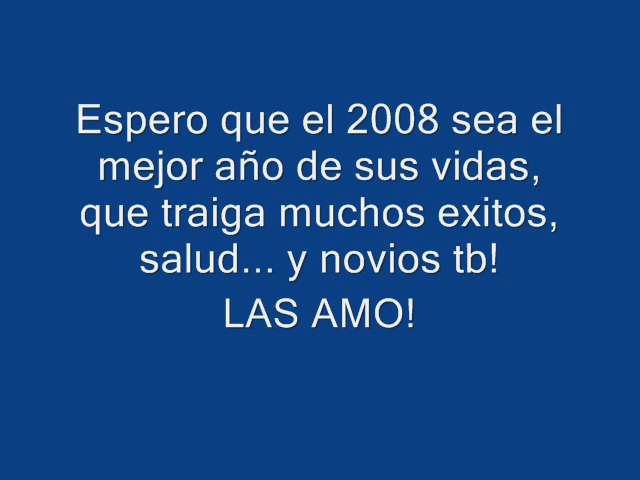 Espero que el 2008 sea el
mejor año de sus vidas,
que traiga muchos exitos,
salud... y novios tb!
LAS AMO!